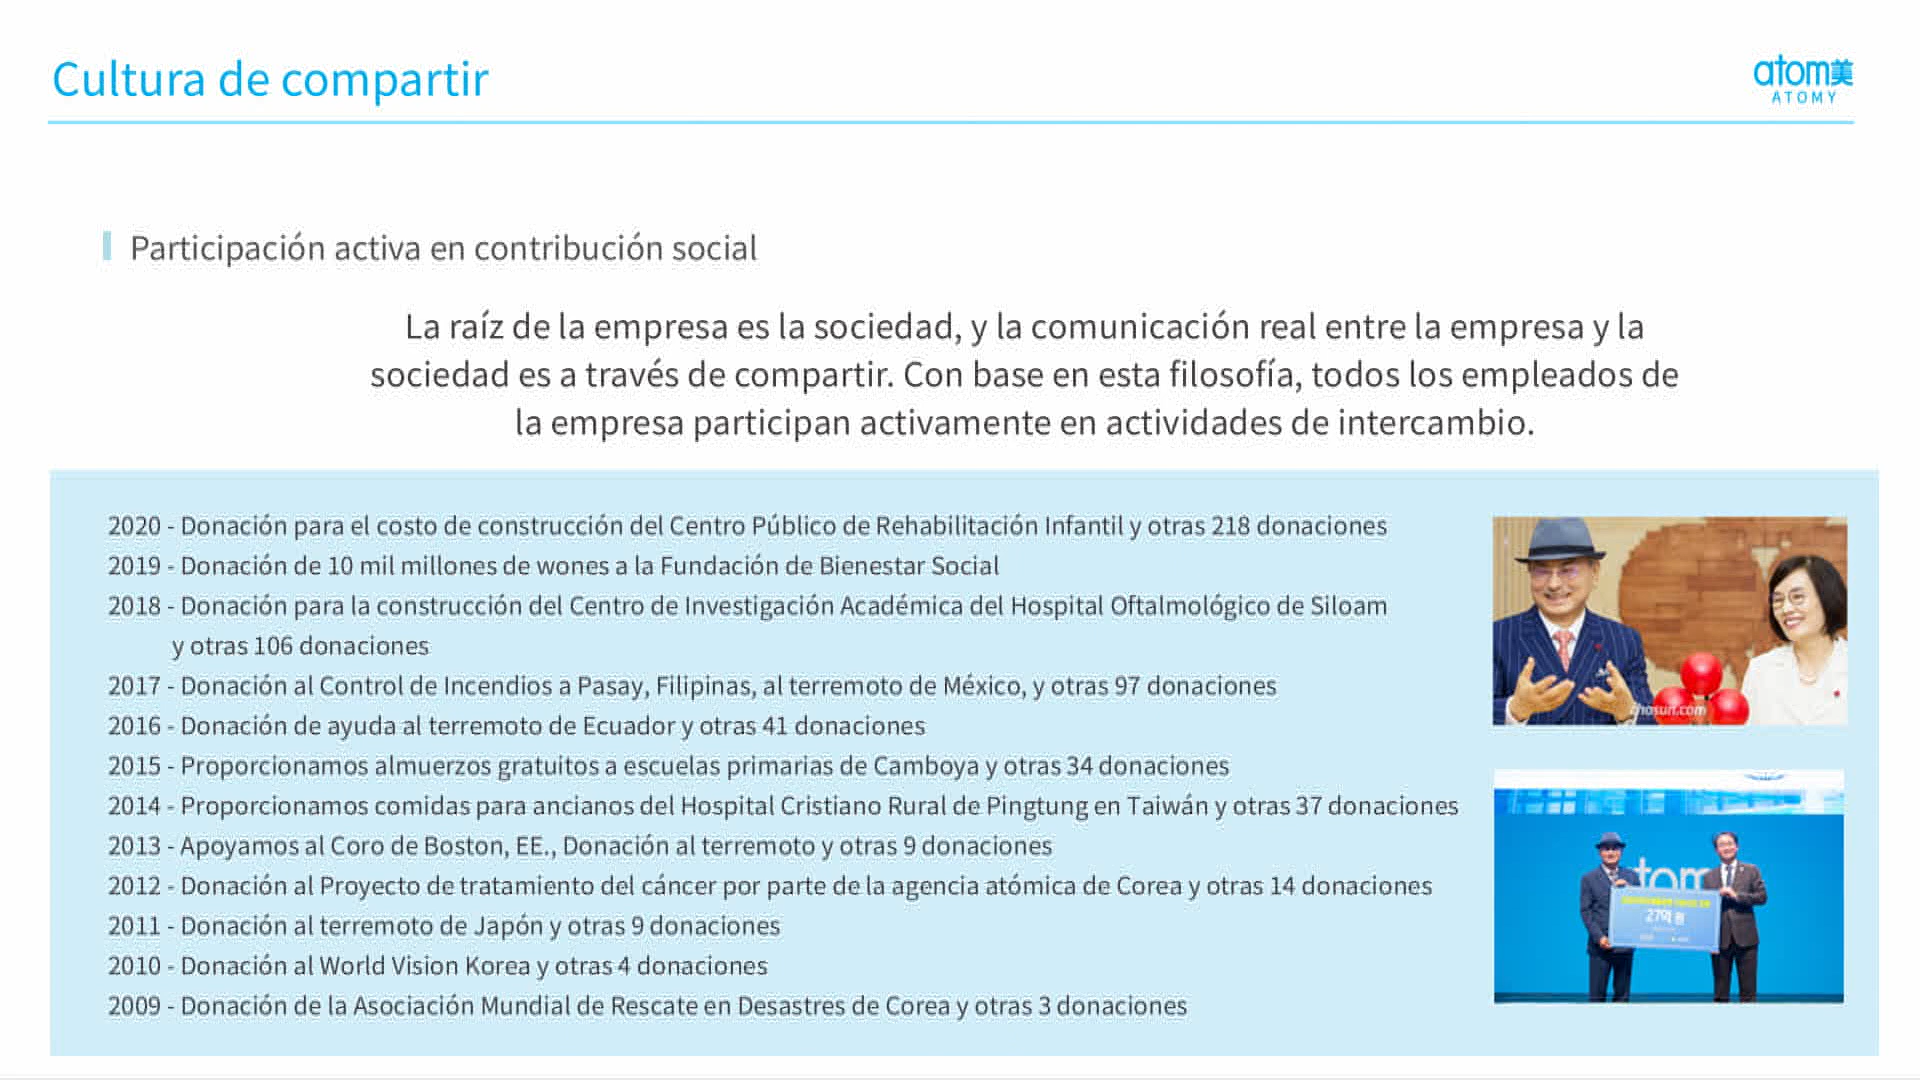 Cultura de compartir
atom美
ATOMY
Participación activa en contribución social
La raíz de la empresa es la sociedad, y la comunicación real entre la empresa y la
sociedad es a través de compartir. Con base en esta filosofía, todos los empleados de
la empresa participan activamente en actividades de intercambio.
2020 - Donación para el costo de construcción del Centro Público de Rehabilitación Infantil y otras 218 donaciones
2019 - Donación de 10 mil millones de wones a la Fundación de Bienestar Social
2018 - Donación para la construcción del Centro de Investigación Académica del Hospital Oftalmológico de Siloam
y otras 106 donaciones
2017 - Donación al Control de Incendios a Pasay, Filipinas, al terremoto de México, y otras 97 donaciones
2016 - Donación de ayuda al terremoto de Ecuador y otras 41 donaciones
2015 - Proporcionamos almuerzos gratuitos a escuelas primarias de Camboya y otras 34 donaciones
2014 - Proporcionamos comidas para ancianos del Hospital Cristiano Rural de Pingtung en Taiwán y otras 37 donaciones
2013 - Apoyamos al Coro de Boston, EE., Donación al terremoto y otras 9 donaciones
2012 - Donación al Proyecto de tratamiento del cáncer por parte de la agencia atómica de Corea y otras 14 donaciones
2011 - Donación al terremoto de Japón y otras 9 donaciones
2010 - Donación al World Vision Korea y otras 4 donaciones
2009 - Donación de la Asociación Mundial de Rescate en Desastres de Corea y otras 3 donaciones
chosun.com
atom
27억 원